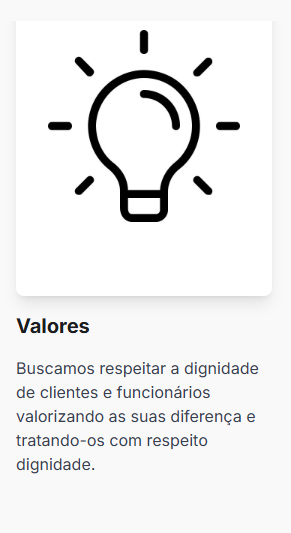 Valores
Buscamos respeitar a dignidade
de clientes e funcionários
valorizando as suas diferença e
tratando-os com respeito
dignidade.